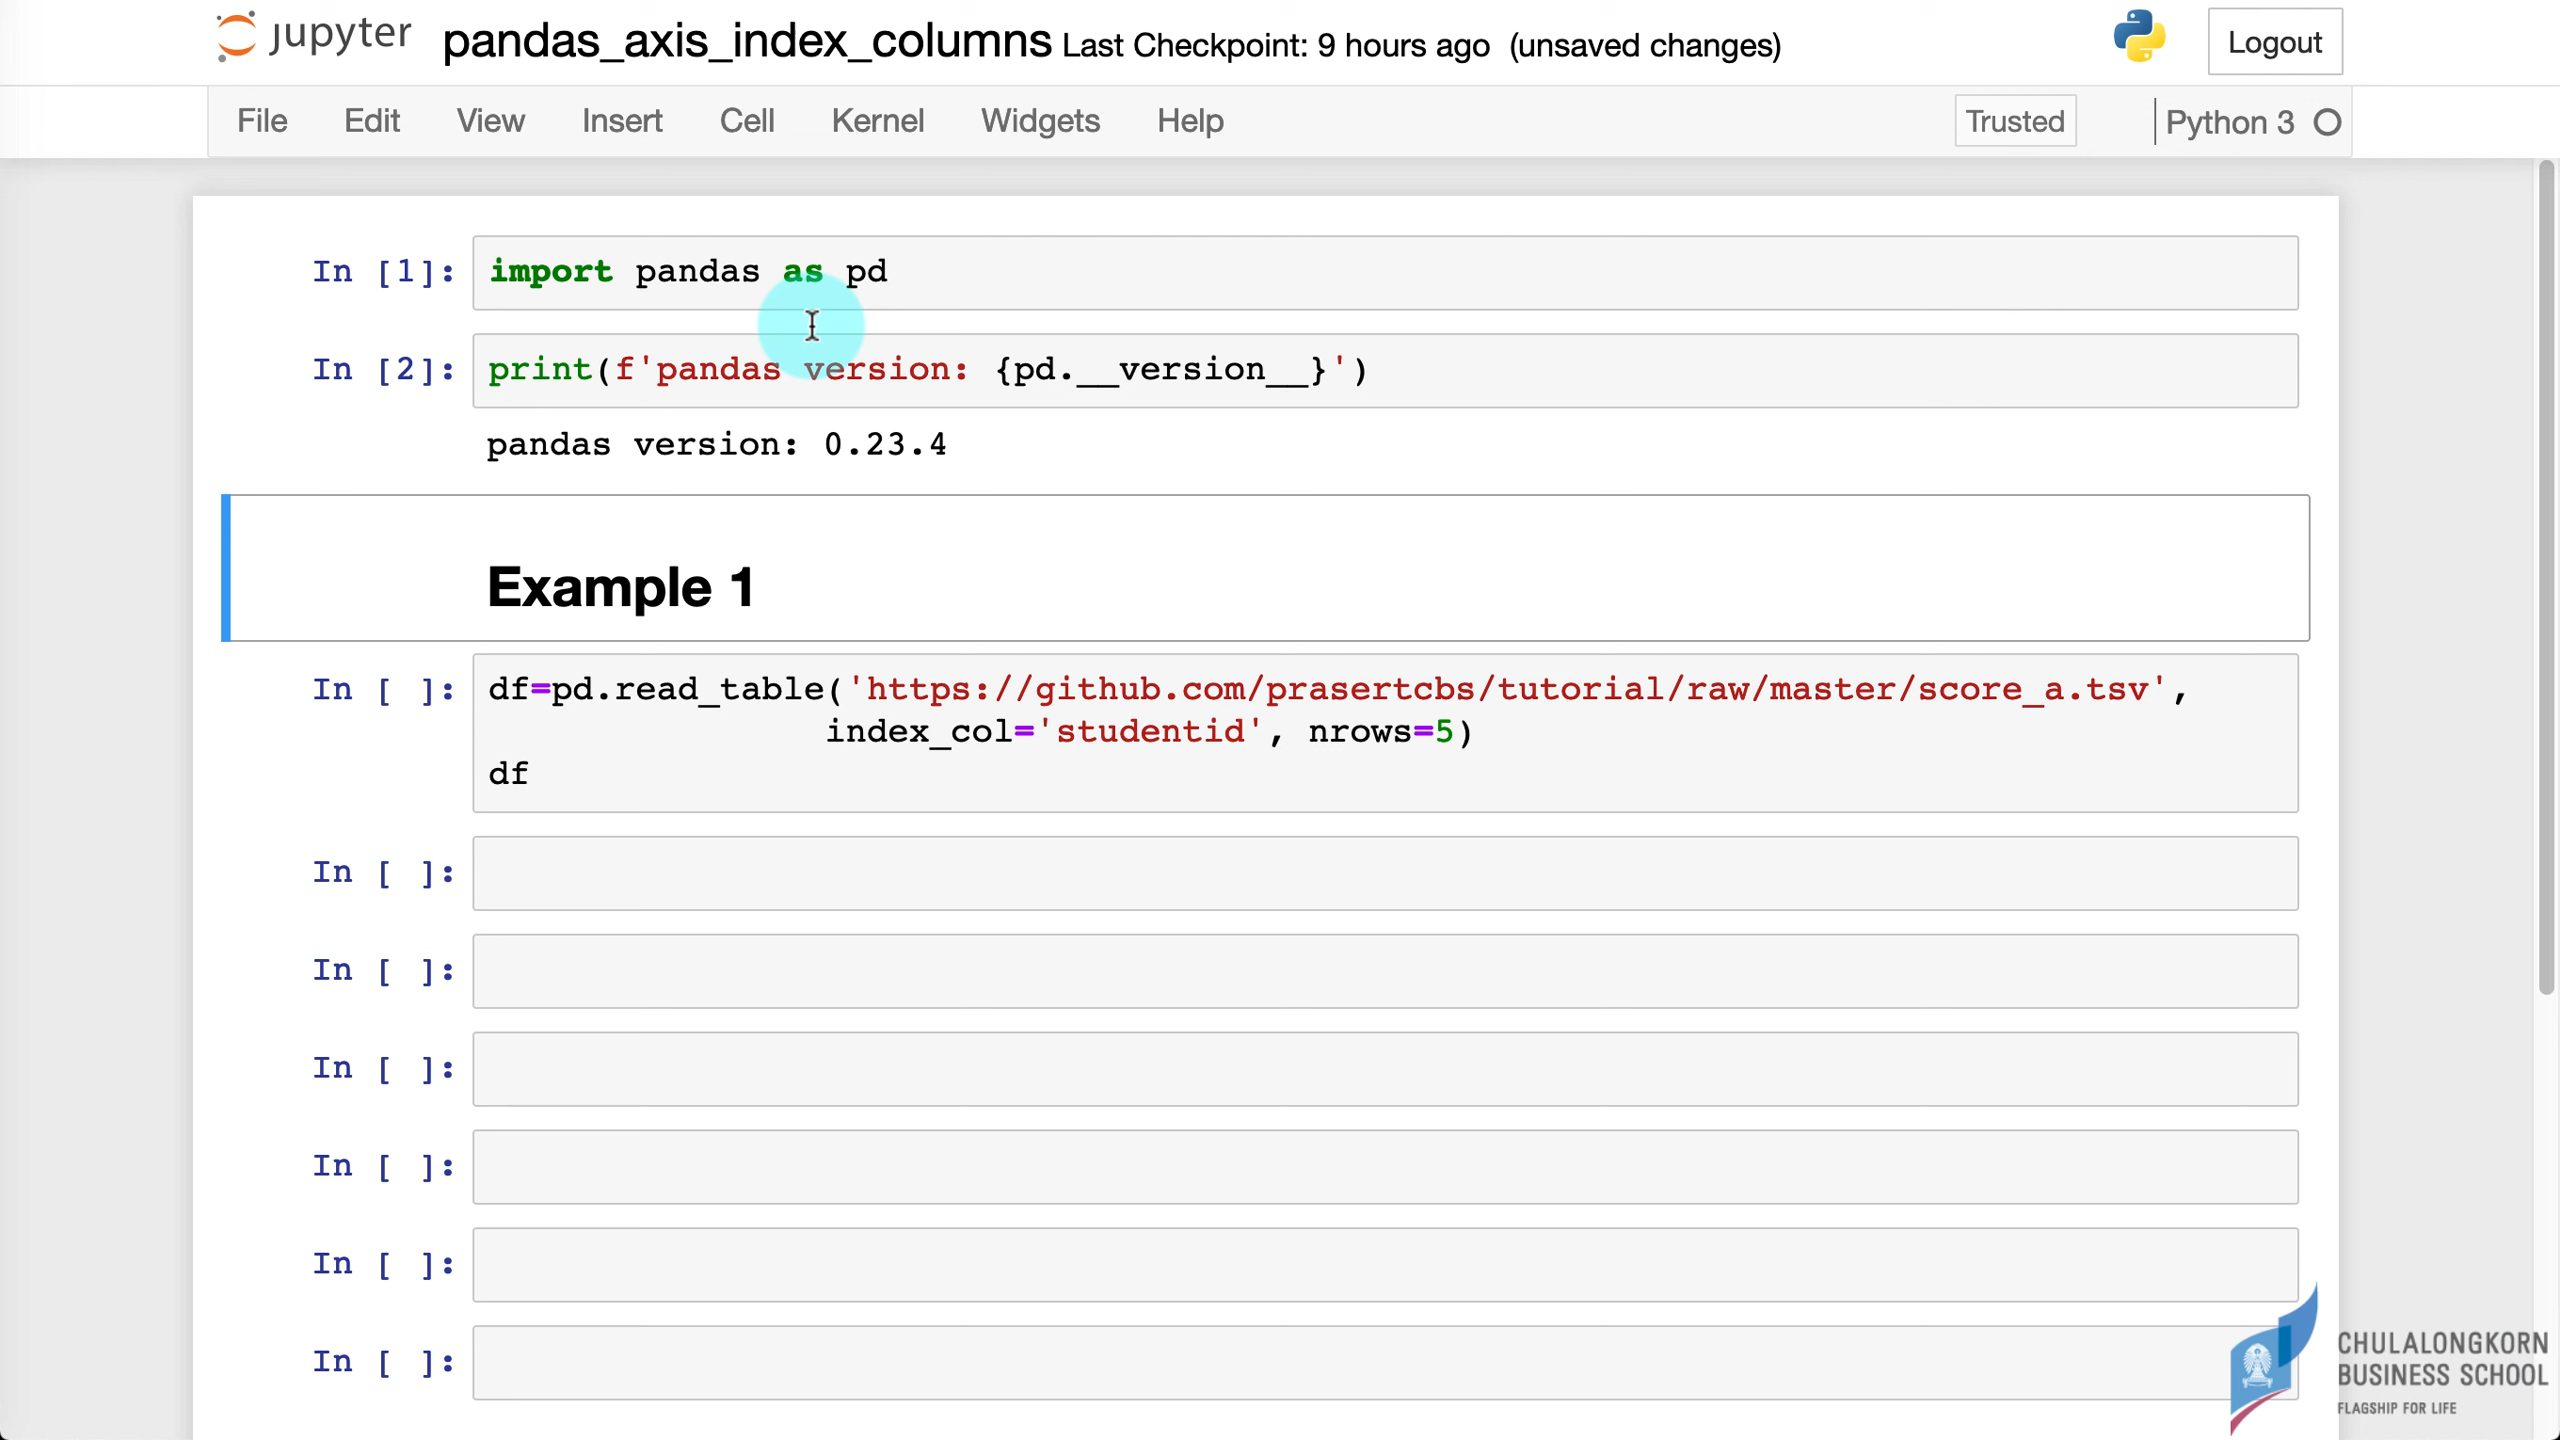 jupyter pandas_axis_index_columns Last Checkpoint: 9 hours ago (unsaved changes) Logout
File Edit View Insert Cell Kernel Widgets Help Trusted Python 3
In [1]: import pandas as pd
In [2]: print(f'pandas version: {pd.__version__}')
pandas version: 0.23.4
Example 1
In [ ]: df=pd.read_table('https://github.com/prasertcbs/tutorial/raw/master/score_a.tsv',
index_col='studentid', nrows=5)
df
In [ ]:
In [ ]:
In [ ]:
In [ ]:
In [ ]:
In [ ]:
CHULALONGKORN
BUSINESS SCHOOL
FLAGSHIP FOR LIFE